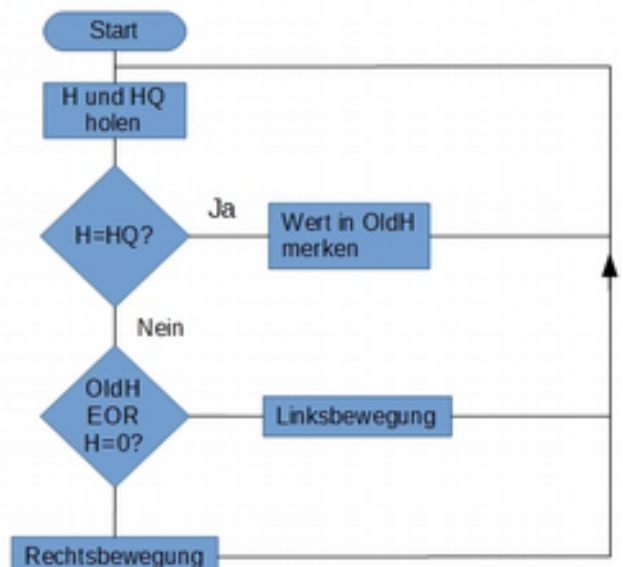 Start
H und HQ
holen
H=HQ?
Ja
Wert in OldH
merken
Nein
OldH
EOR
H=0?
Linksbewegung
Rechtsbewegung